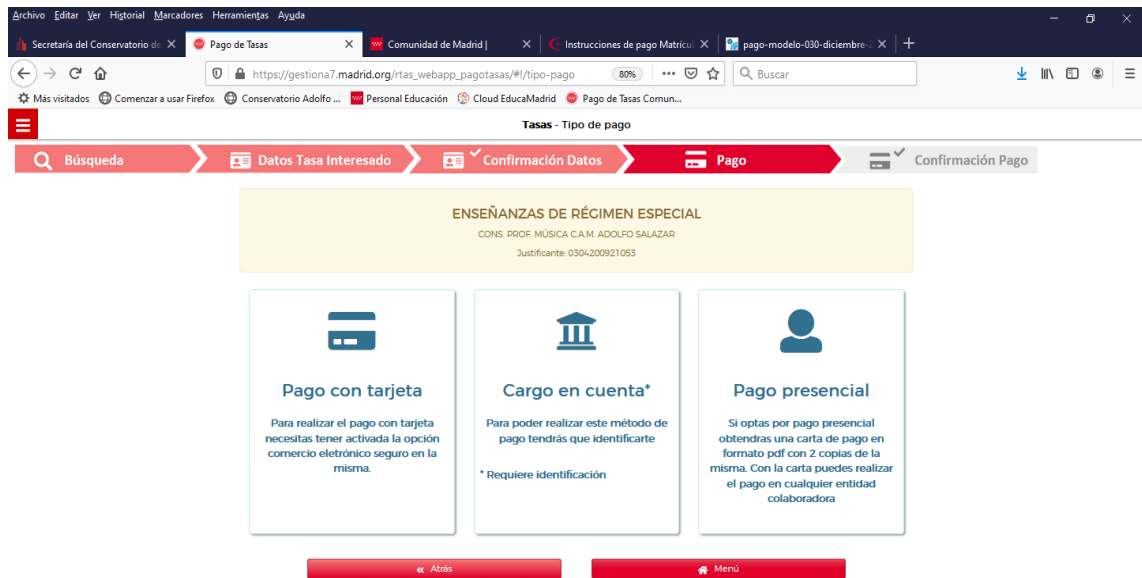 Archivo Editar Ver Historial Marcadores Herramientas Ayuda
Secretaría del Conservatorio de
Pago de Tasas
Comunidad de Madrid |
Instrucciones de pago Matrícul
pago-modelo-030-diciembre-2
https://gestiona7.madrid.org/rtas_webapp_pagotasas/#!/tipo-pago
80%
Buscar
Más visitados
Comenzar a usar Firefox
Conservatorio Adolfo ...
Personal Educación
Cloud EducaMadrid
Pago de Tasas Comun...
Tasas - Tipo de pago
Búsqueda
Datos Tasa Interesado
Confirmación Datos
Pago
Confirmación Pago
ENSEÑANZAS DE RÉGIMEN ESPECIAL
CONS. PROF. MÚSICA C.A.M. ADOLFO SALAZAR
Justificante: 0304200921053
Pago con tarjeta
Para realizar el pago con tarjeta
necesitas tener activada la opción
comercio eletrónico seguro en la
misma.
Cargo en cuenta*
Para poder realizar este método de
pago tendrás que identificarte
* Requiere identificación
Pago presencial
Si optas por pago presencial
obtendras una carta de pago en
formato pdf con 2 copias de la
misma. Con la carta puedes realizar
el pago en cualquier entidad
colaboradora
« Atrás
Menú